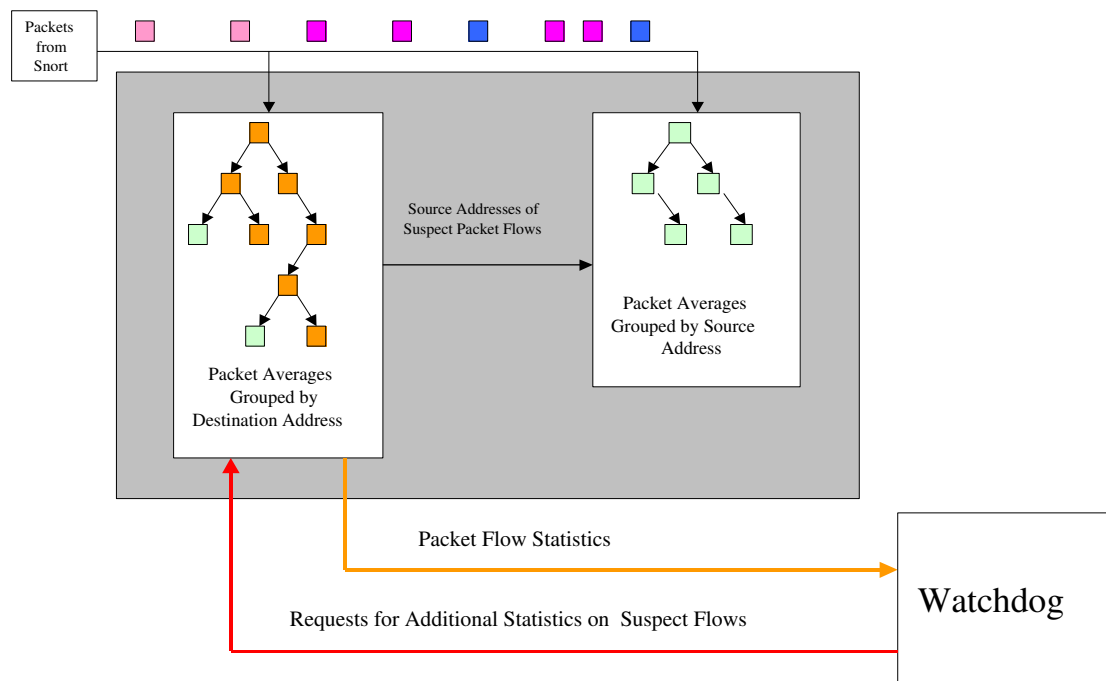 Packets
from
Snort
Source Addresses of
Suspect Packet Flows
Packet Averages
Grouped by
Destination Address
Packet Averages
Grouped by Source
Address
Packet Flow Statistics
Requests for Additional Statistics on Suspect Flows
Watchdog